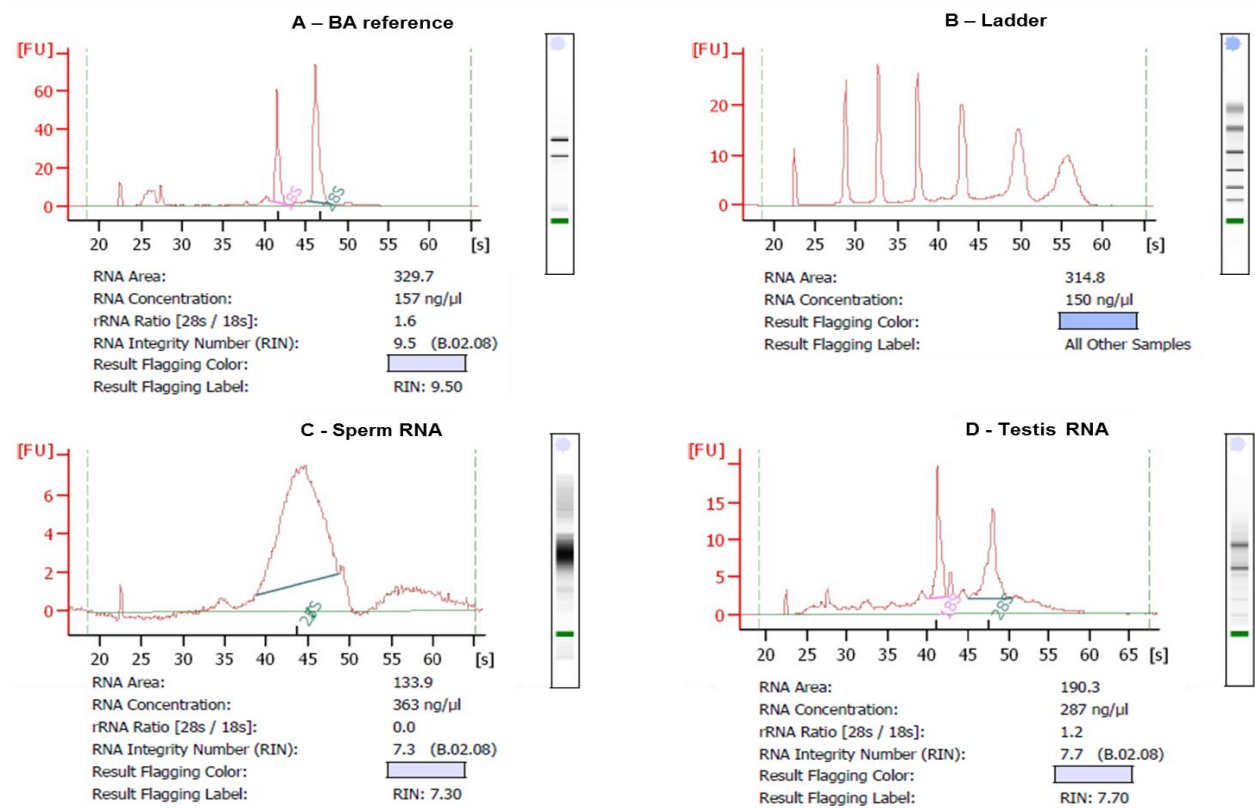 A – BA reference
[FU]
60
40
20
0
18S
28S
20 25 30 35 40 45 50 55 60 [s]
RNA Area: 329.7
RNA Concentration: 157 ng/µl
rRNA Ratio [28s / 18s]: 1.6
RNA Integrity Number (RIN): 9.5 (B.02.08)
Result Flagging Color:
Result Flagging Label: RIN: 9.50
B – Ladder
[FU]
20
10
0
20 25 30 35 40 45 50 55 60 [s]
RNA Area: 314.8
RNA Concentration: 150 ng/µl
Result Flagging Color:
Result Flagging Label: All Other Samples
C - Sperm RNA
[FU]
6
4
2
0
20 25 30 35 40 45 50 55 60 [s]
RNA Area: 133.9
RNA Concentration: 363 ng/µl
rRNA Ratio [28s / 18s]: 0.0
RNA Integrity Number (RIN): 7.3 (B.02.08)
Result Flagging Color:
Result Flagging Label: RIN: 7.30
D - Testis RNA
[FU]
15
10
5
0
18S
28S
20 25 30 35 40 45 50 55 60 65 [s]
RNA Area: 190.3
RNA Concentration: 287 ng/µl
rRNA Ratio [28s / 18s]: 1.2
RNA Integrity Number (RIN): 7.7 (B.02.08)
Result Flagging Color:
Result Flagging Label: RIN: 7.70